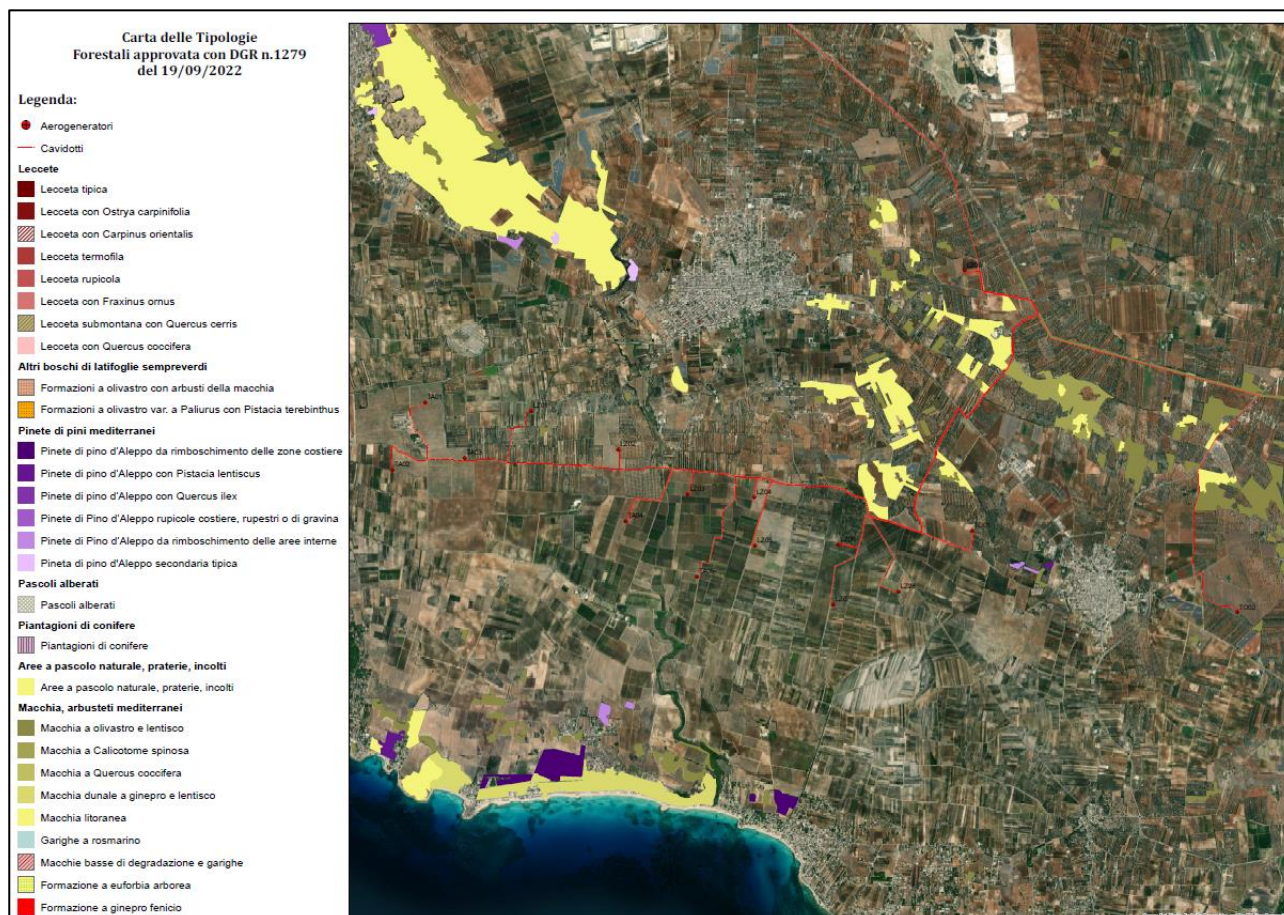 Carta delle Tipologie
Forestali approvata con DGR n.1279
del 19/09/2022
Legenda:
Aerogeneratori
Cavidotti
Leccete
Lecceta tipica
Lecceta con Ostrya carpinifolia
Lecceta con Carpinus orientalis
Lecceta termofila
Lecceta rupicola
Lecceta con Fraxinus ornus
Lecceta submontana con Quercus cerris
Lecceta con Quercus coccifera
Altri boschi di latifoglie sempreverdi
Formazioni a olivastro con arbusti della macchia
Formazioni a olivastro var. a Paliurus con Pistacia terebinthus
Pinete di pini mediterranei
Pinete di pino d'Aleppo da rimboschimento delle zone costiere
Pinete di pino d'Aleppo con Pistacia lentiscus
Pinete di pino d'Aleppo con Quercus ilex
Pinete di Pino d'Aleppo rupicole costiere, rupestri o di gravina
Pinete di Pino d'Aleppo da rimboschimento delle aree interne
Pineta di pino d'Aleppo secondaria tipica
Pascoli alberati
Pascoli alberati
Piantagioni di conifere
Piantagioni di conifere
Aree a pascolo naturale, praterie, incolti
Aree a pascolo naturale, praterie, incolti
Macchia, arbusteti mediterranei
Macchia a olivastro e lentisco
Macchia a Calicotome spinosa
Macchia a Quercus coccifera
Macchia dunale a ginepro e lentisco
Macchia litoranea
Garighe a rosmarino
Macchie basse di degradazione e garighe
Formazione a euforbia arborea
Formazione a ginepro fenicio
TA01
TA02
LZ02
LZ03
LZ04
TA04
TO02